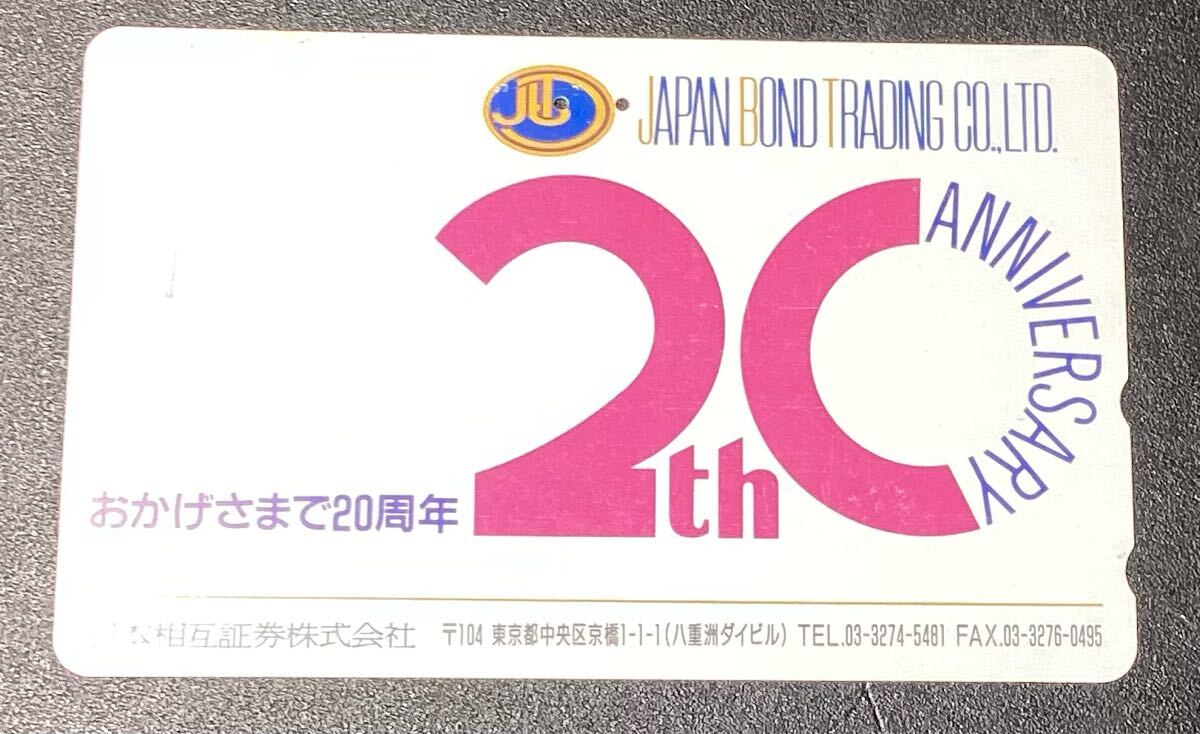 JBT JAPAN BOND TRADING CO.,LTD.
20th ANNIVERSARY
おかげさまで20周年
相互証券株式会社 〒104 東京都中央区京橋1-1-1(八重洲ダイビル) TEL.03-3274-5481 FAX.03-3276-0495